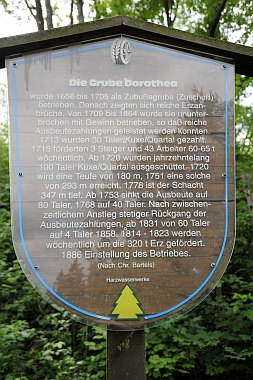 Die Grube Dorothea
wurde 1656 bis 1705 als Zubußegrube (Zuschuß)
betrieben. Danach zeigten sich reiche Erzan-
brüche. Von 1709 bis 1864 wurde sie ununter-
brochen mit Gewinn betrieben, so daß reiche
Ausbeutezahlungen geleistet werden konnten.
1713 wurden 30 Taler/Kuxe/Quartal gezahlt.
1715 förderten 3 Steiger und 43 Arbeiter 60-65 t
wöchentlich. Ab 1720 wurden jahrzehntelang
100 Taler Kuxe/Quartal ausgeschüttet. 1720
wird eine Teufe von 180 m, 1751 eine solche
von 293 m erreicht. 1778 ist der Schacht
347 m tief. Ab 1753 sinkt die Ausbeute auf
80 Taler, 1768 auf 40 Taler. Nach zwischen-
zeitlichem Anstieg stetiger Rückgang der
Ausbeutezahlungen, ab 1831 von 60 Taler
auf 4 Taler 1858. 1814 - 1823 werden
wöchentlich um die 320 t Erz gefördert.
1886 Einstellung des Betriebes.
(Nach Chr. Bartels)
Harzwasserwerke